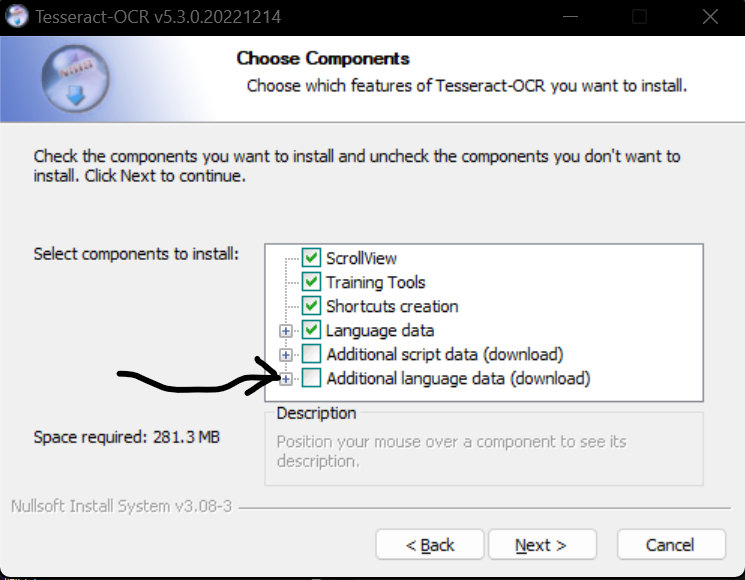 Tesseract-OCR v5.3.0.20221214
Choose Components
Choose which features of Tesseract-OCR you want to install.
Check the components you want to install and uncheck the components you don't want to
install. Click Next to continue.
Select components to install:
ScrollView
Training Tools
Shortcuts creation
Language data
Additional script data (download)
Additional language data (download)
Space required: 281.3 MB
Description
Position your mouse over a component to see its
description.
Nullsoft Install System v3.08-3
< Back
Next >
Cancel